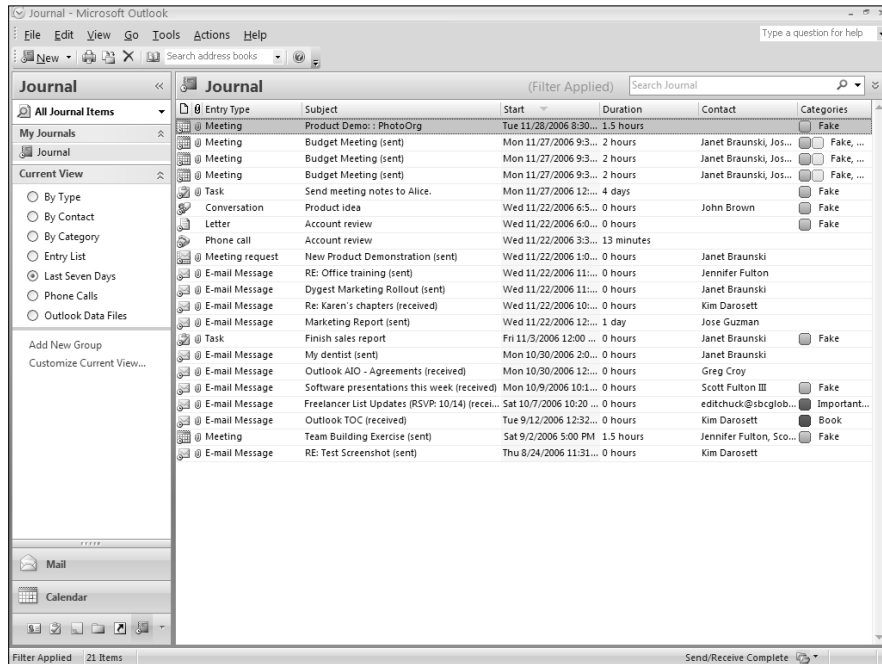 Journal - Microsoft Outlook
File Edit View Go Tools Actions Help Type a question for help
New Search address books
Journal «
All Journal Items
My Journals
Journal
Current View
By Type
By Contact
By Category
Entry List
Last Seven Days
Phone Calls
Outlook Data Files
Add New Group
Customize Current View...
Mail
Calendar
Journal (Filter Applied) Search Journal
Entry Type Subject Start Duration Contact Categories
Meeting Product Demo: : PhotoOrg Tue 11/28/2006 8:30... 1.5 hours Fake
Meeting Budget Meeting (sent) Mon 11/27/2006 9:3... 2 hours Janet Braunski, Jos... Fake, ...
Meeting Budget Meeting (sent) Mon 11/27/2006 9:3... 2 hours Janet Braunski, Jos... Fake, ...
Meeting Budget Meeting (sent) Mon 11/27/2006 9:3... 2 hours Janet Braunski, Jos... Fake, ...
Task Send meeting notes to Alice. Mon 11/27/2006 12:... 4 days Fake
Conversation Product idea Wed 11/22/2006 6:5... 0 hours John Brown Fake
Letter Account review Wed 11/22/2006 6:0... 0 hours Fake
Phone call Account review Wed 11/22/2006 3:3... 13 minutes
Meeting request New Product Demonstration (sent) Wed 11/22/2006 1:0... 0 hours Janet Braunski
E-mail Message RE: Office training (sent) Wed 11/22/2006 11:... 0 hours Jennifer Fulton
E-mail Message Dygest Marketing Rollout (sent) Wed 11/22/2006 11:... 0 hours Janet Braunski
E-mail Message Re: Karen's chapters (received) Wed 11/22/2006 10:... 0 hours Kim Darosett
E-mail Message Marketing Report (sent) Wed 11/22/2006 12:... 1 day Jose Guzman
Task Finish sales report Fri 11/3/2006 12:00 ... 0 hours Janet Braunski Fake
E-mail Message My dentist (sent) Mon 10/30/2006 2:0... 0 hours Janet Braunski
E-mail Message Outlook AIO - Agreements (received) Mon 10/30/2006 12:... 0 hours Greg Croy
E-mail Message Software presentations this week (received) Mon 10/9/2006 10:1... 0 hours Scott Fulton III Fake
E-mail Message Freelancer List Updates (RSVP: 10/14) (recei... Sat 10/7/2006 10:20 ... 0 hours editchuck@sbcglob... Important...
E-mail Message Outlook TOC (received) Tue 9/12/2006 12:32... 0 hours Kim Darosett Book
Meeting Team Building Exercise (sent) Sat 9/2/2006 5:00 PM 1.5 hours Jennifer Fulton, Sco... Fake
E-mail Message RE: Test Screenshot (sent) Thu 8/24/2006 11:31... 0 hours Kim Darosett
Filter Applied 21 Items Send/Receive Complete